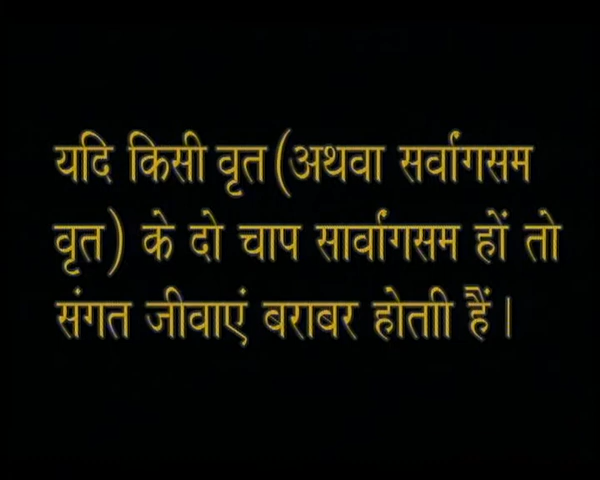 यदि किसी वृत (अथवा सर्वांगसम
वृत) के दो चाप सार्वांगसम हों तो
संगत जीवाएं बराबर होताी हैं।